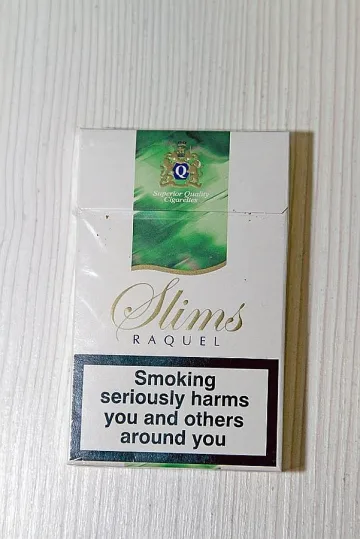 Q
Superior Quality
Cigarettes
Slims
RAQUEL
Smoking
seriously harms
you and others
around you